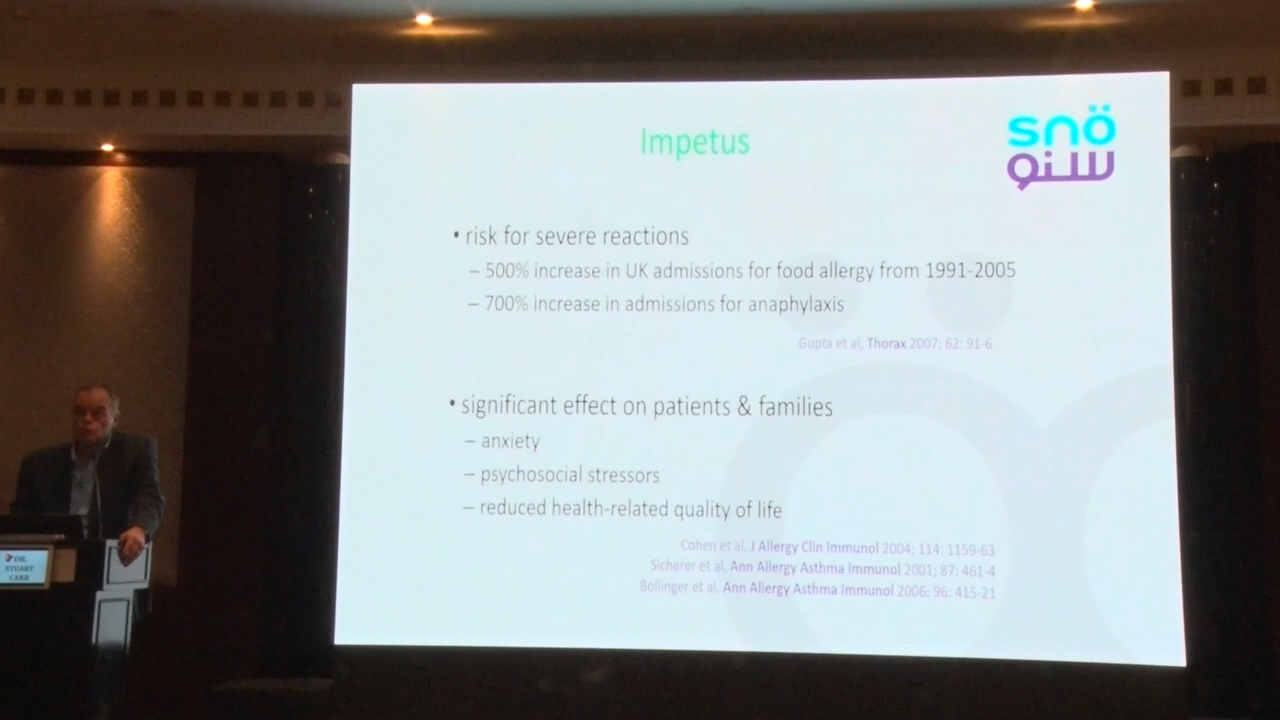 snö
سنو
Impetus
• risk for severe reactions
– 500% increase in UK admissions for food allergy from 1991-2005
– 700% increase in admissions for anaphylaxis
Gupta et al, Thorax 2007; 62: 91-6
• significant effect on patients & families
– anxiety
– psychosocial stressors
– reduced health-related quality of life
Cohen et al, J Allergy Clin Immunol 2004; 114: 1159-63
Sicherer et al, Ann Allergy Asthma Immunol 2001; 87: 461-4
Bollinger et al, Ann Allergy Asthma Immunol 2006; 96: 415-21
DR.
STUART
CARR